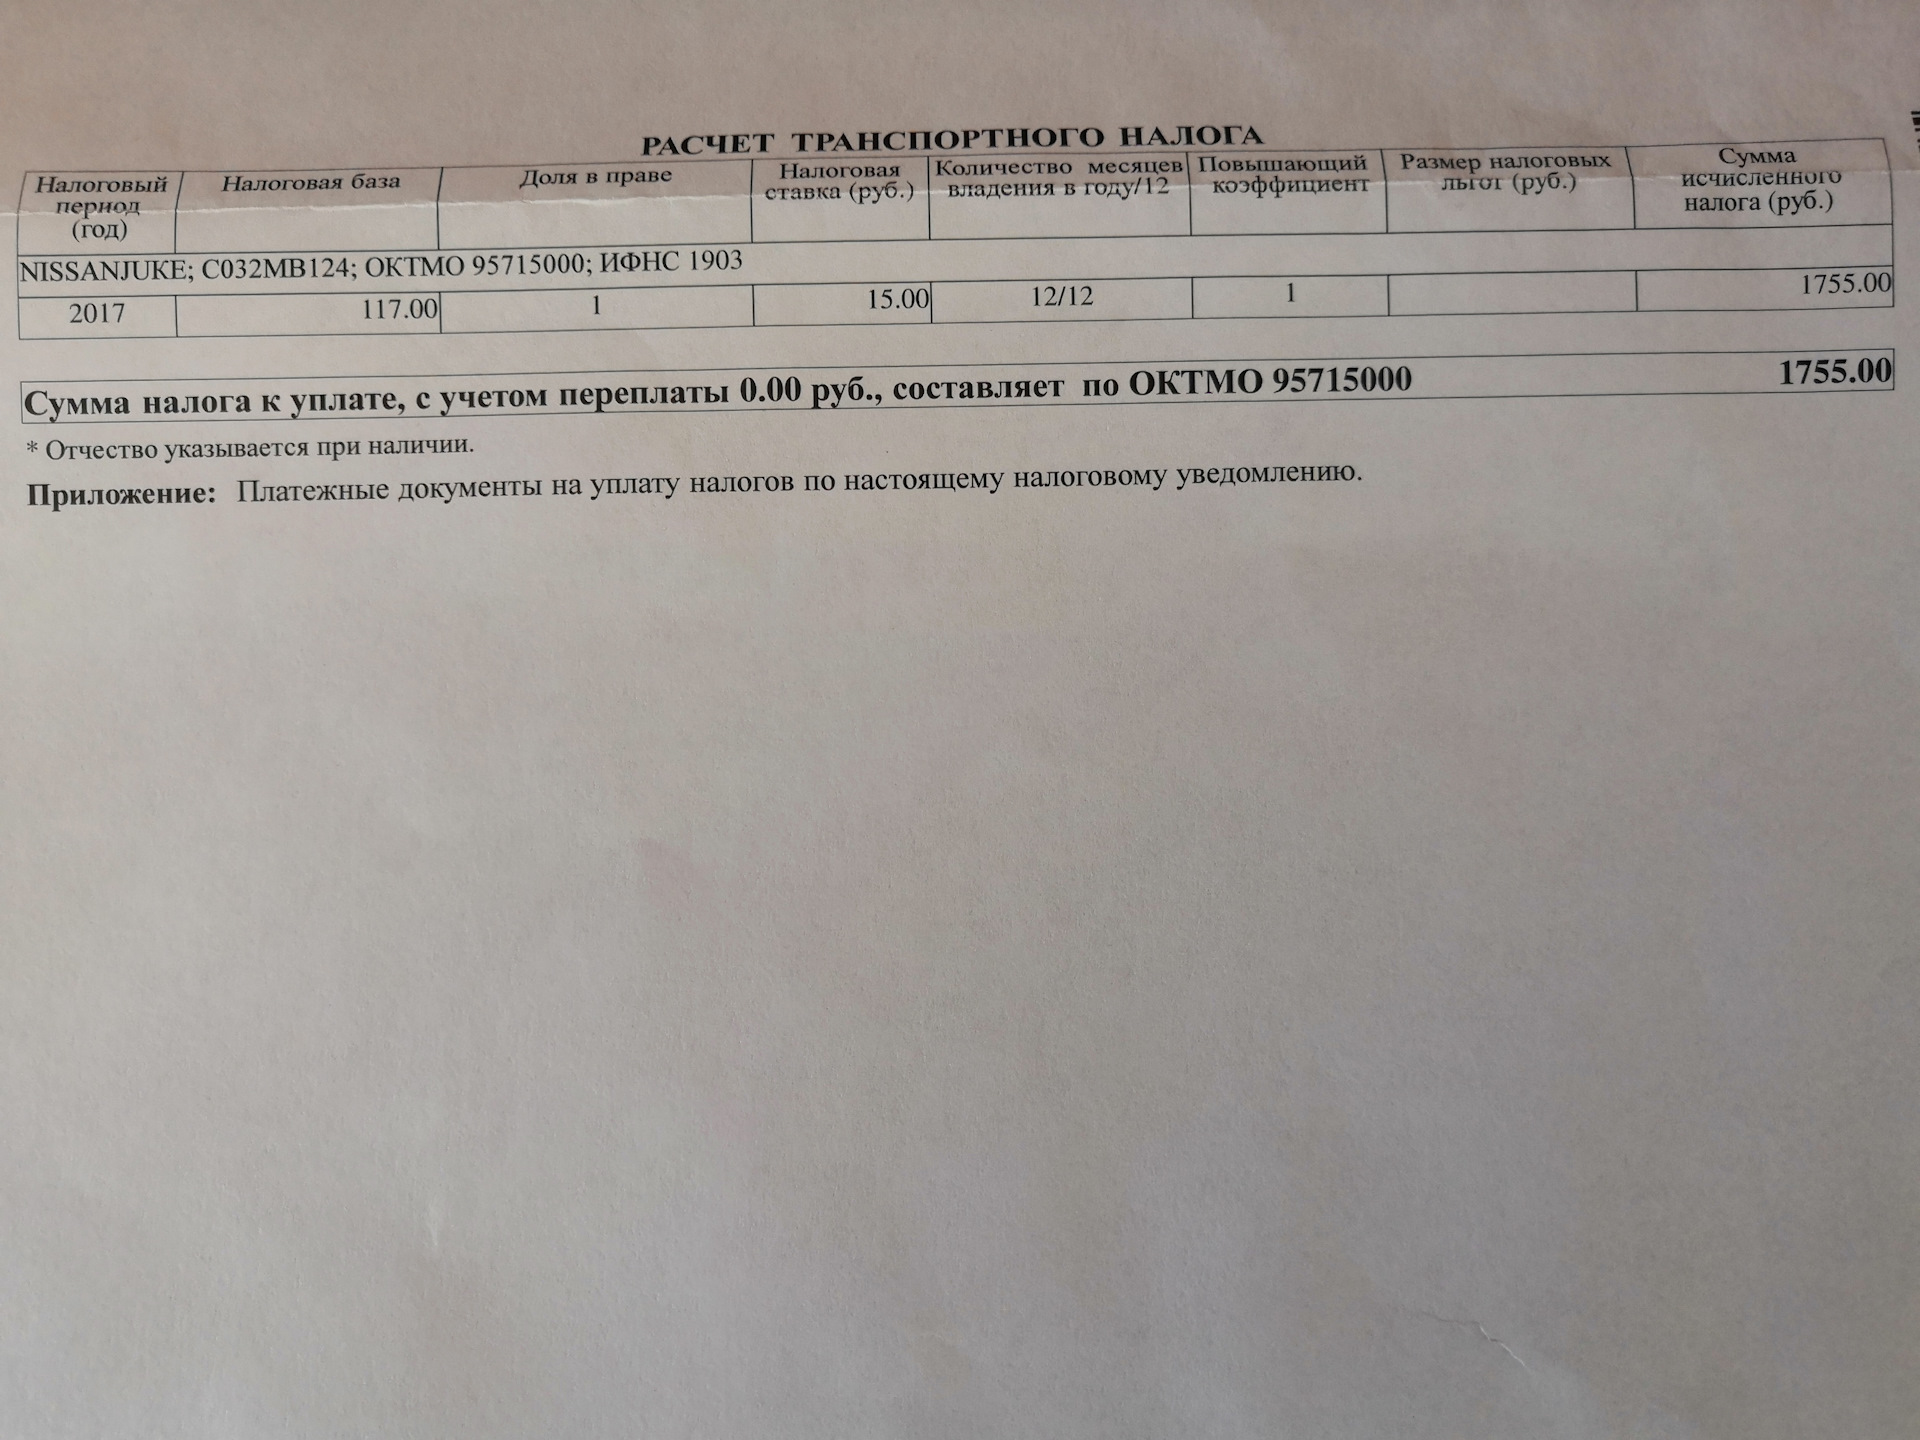 РАСЧЕТ ТРАНСПОРТНОГО НАЛОГА
Налоговый период (год) Налоговая база Доля в праве Налоговая ставка (руб.) Количество месяцев владения в году/12 Повышающий коэффициент Размер налоговых льгот (руб.) Сумма исчисленного налога (руб.)
NISSANJUKE; С032МВ124; ОКТМО 95715000; ИФНС 1903
2017 117.00 1 15.00 12/12 1 1755.00
Сумма налога к уплате, с учетом переплаты 0.00 руб., составляет по ОКТМО 95715000 1755.00
* Отчество указывается при наличии.
Приложение: Платежные документы на уплату налогов по настоящему налоговому уведомлению.